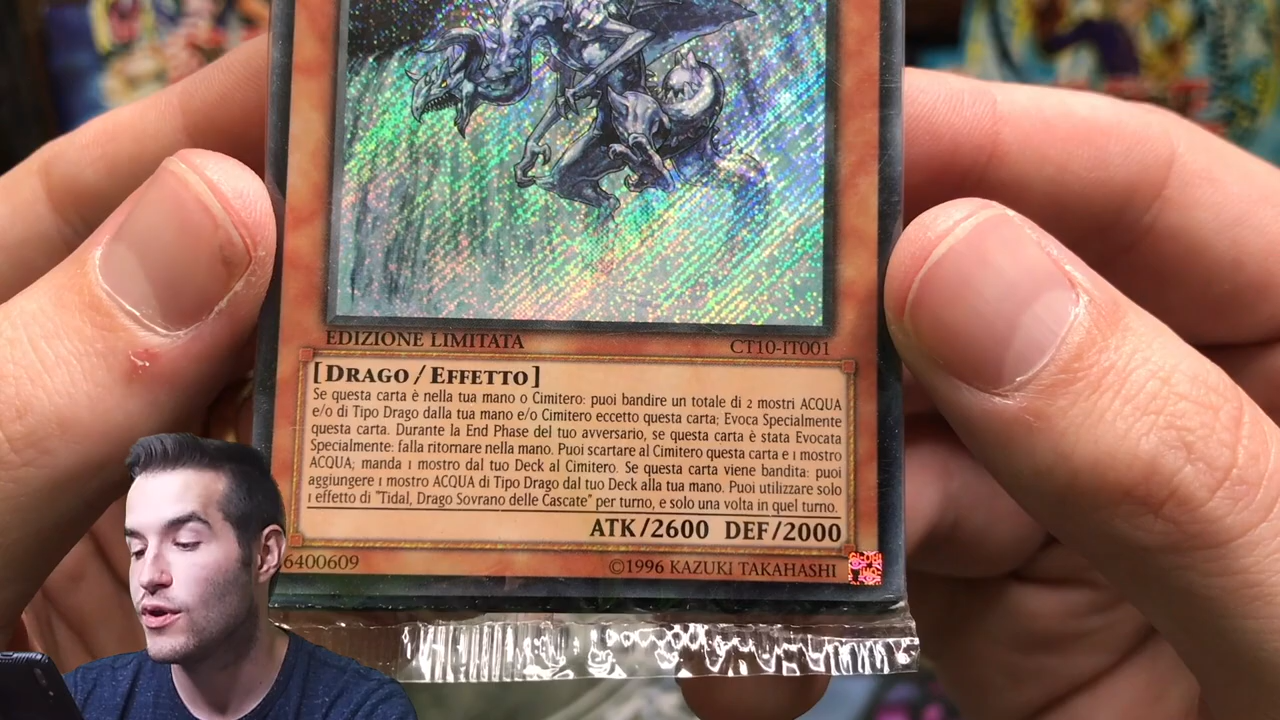 EDIZIONE LIMITATA CT10-IT001
[DRAGO/EFFETTO]
Se questa carta è nella tua mano o Cimitero: puoi bandire un totale di 2 mostri ACQUA
e/o di Tipo Drago dalla tua mano e/o Cimitero eccetto questa carta; Evoca Specialmente
questa carta. Durante la End Phase del tuo avversario, se questa carta è stata Evocata
Specialmente: falla ritornare nella mano. Puoi scartare al Cimitero questa carta e 1 mostro
ACQUA; manda 1 mostro dal tuo Deck al Cimitero. Se questa carta viene bandita: puoi
aggiungere 1 mostro ACQUA di Tipo Drago dal tuo Deck alla tua mano. Puoi utilizzare solo
1 effetto di "Tidal, Drago Sovrano delle Cascate" per turno, e solo una volta in quel turno.
ATK/2600 DEF/2000
6400609 ©1996 KAZUKI TAKAHASHI